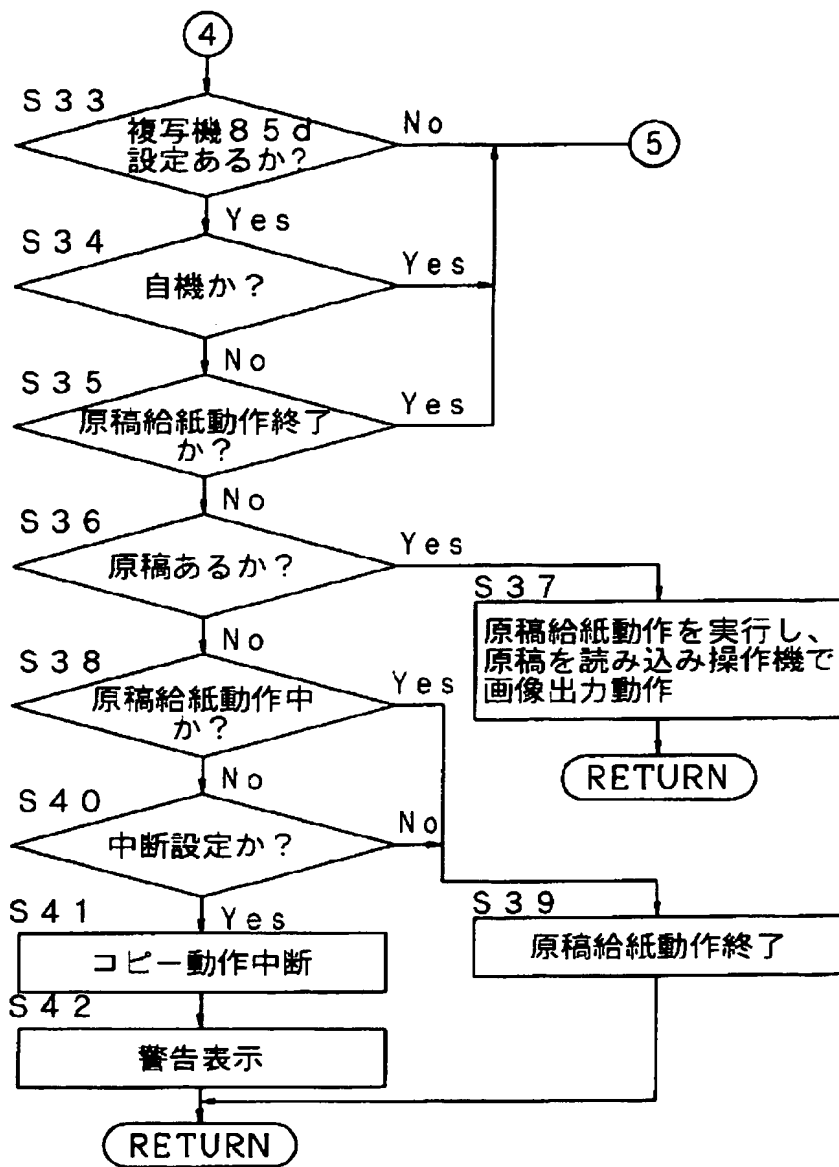 ④
S33
複写機85d
設定あるか?
No
⑤
Yes
S34
自機か?
Yes
No
S35
原稿給紙動作終了
か?
Yes
No
S36
原稿あるか?
Yes
S37
原稿給紙動作を実行し、
原稿を読み込み操作機で
画像出力動作
RETURN
No
S38
原稿給紙動作中
か?
Yes
No
S40
中断設定か?
No
Yes
S39
原稿給紙動作終了
S41
コピー動作中断
S42
警告表示
RETURN